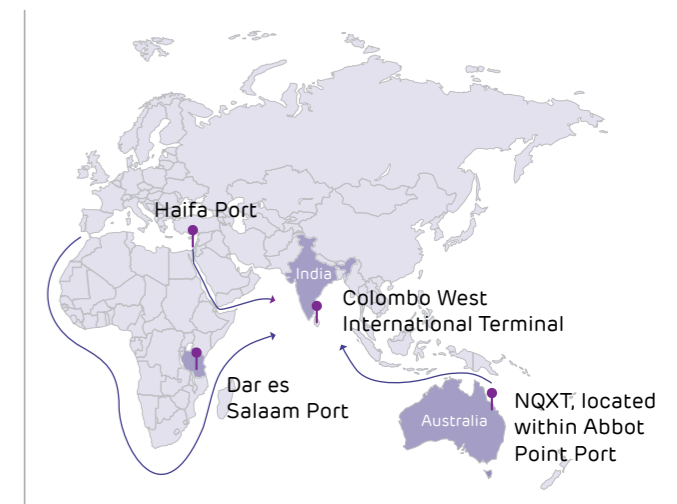 Haifa Port
India
Colombo West
International Terminal
Dar es
Salaam Port
Australia
NQXT, located
within Abbot
Point Port